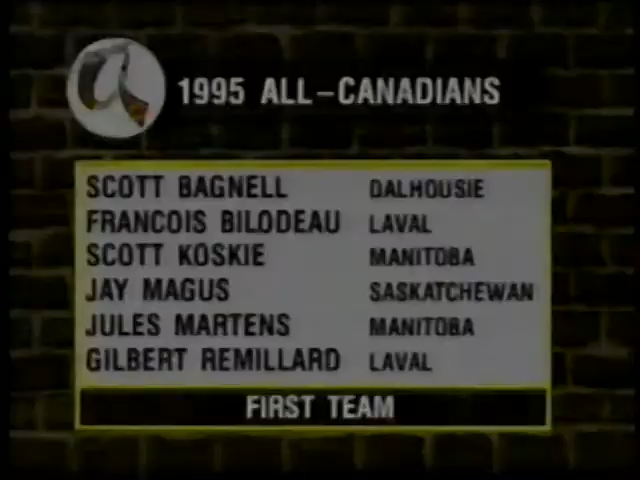 1995 ALL-CANADIANS
SCOTT BAGNELL DALHOUSIE
FRANCOIS BILODEAU LAVAL
SCOTT KOSKIE MANITOBA
JAY MAGUS SASKATCHEWAN
JULES MARTENS MANITOBA
GILBERT REMILLARD LAVAL
FIRST TEAM